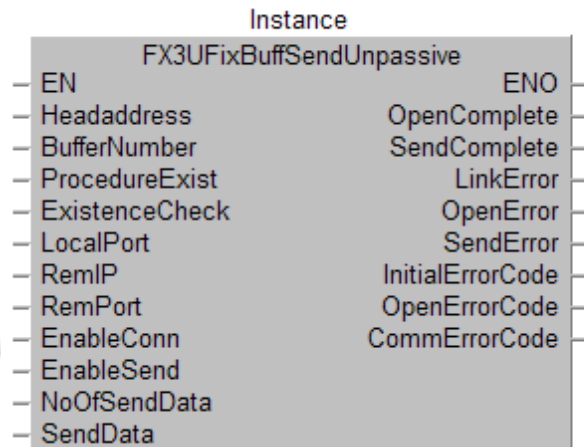 Instance
FX3UFixBuffSendUnpassive
EN ENO
Headaddress OpenComplete
BufferNumber SendComplete
ProcedureExist LinkError
ExistenceCheck OpenError
LocalPort SendError
RemIP InitialErrorCode
RemPort OpenErrorCode
EnableConn CommErrorCode
EnableSend
NoOfSendData
SendData